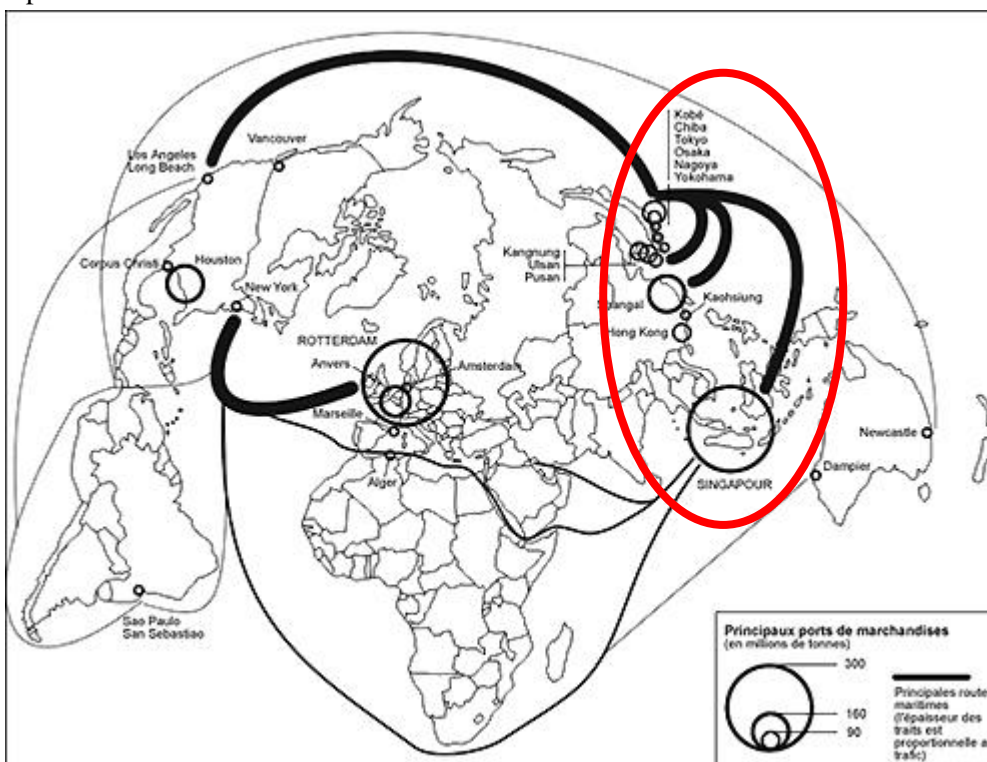 Kobé
Chiba
Tokyo
Osaka
Nagoya
Yokohama
Vancouver
Los Angeles
Long Beach
Kangnung
Ulsan
Pusan
Corpus Christi
Houston
New York
Kaohsiung
Hong Kong
ROTTERDAM
Anvers
Amsterdam
Marseille
Newcastle
Dampier
Alger
SINGAPOUR
Sao Paulo
San Sebastiao
Principaux ports de marchandises
(en millions de tonnes)
300
160
90
Principales route
maritimes
(l'épaisseur des
traits est
proportionnelle a
trafic)